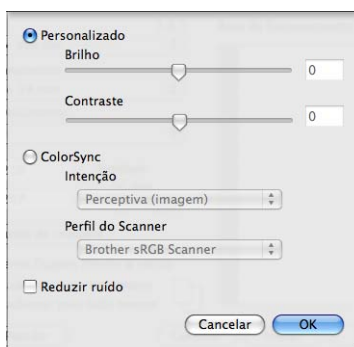 Personalizado
Brilho
0
Contraste
0
ColorSync
Intenção
Perceptiva (imagem)
Perfil do Scanner
Brother sRGB Scanner
Reduzir ruído
Cancelar OK